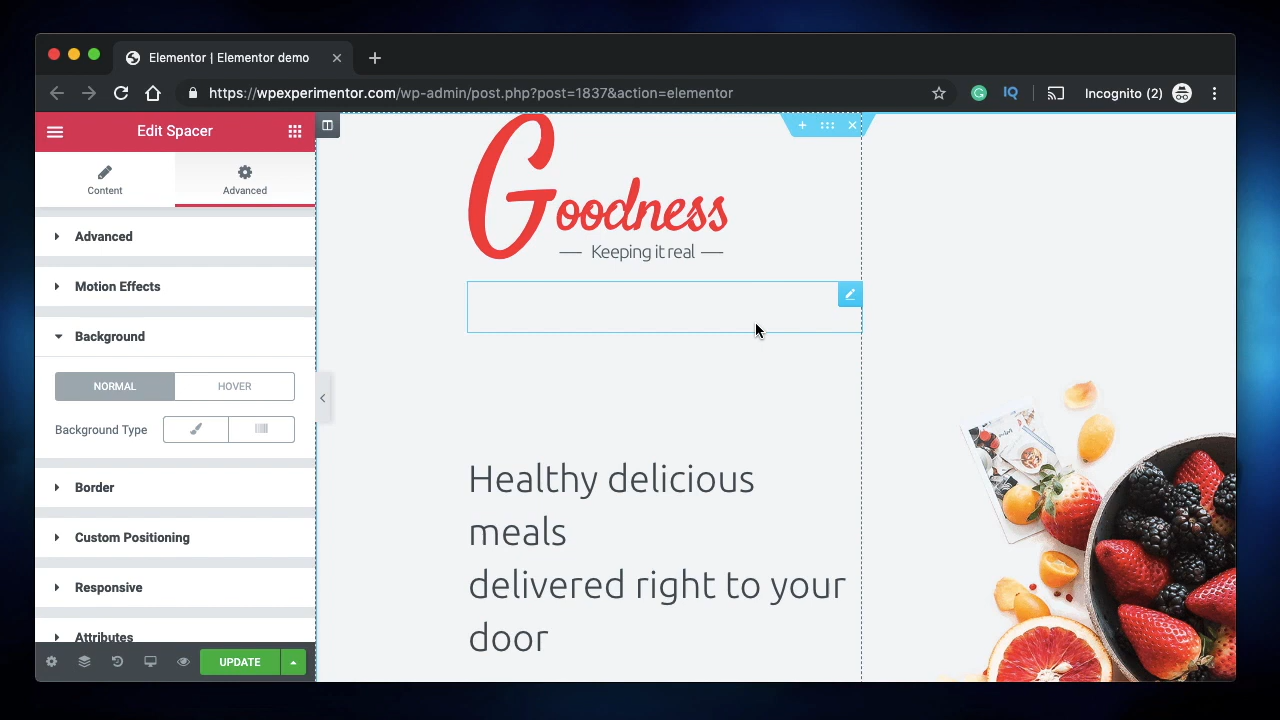 Elementor | Elementor demo
https://wpexperimentor.com/wp-admin/post.php?post=1837&action=elementor
IQ
Incognito (2)
Edit Spacer
Content
Advanced
Advanced
Motion Effects
Background
NORMAL
HOVER
Background Type
Border
Custom Positioning
Responsive
Attributes
UPDATE
Goodness
— Keeping it real —
Healthy delicious
meals
delivered right to your
door